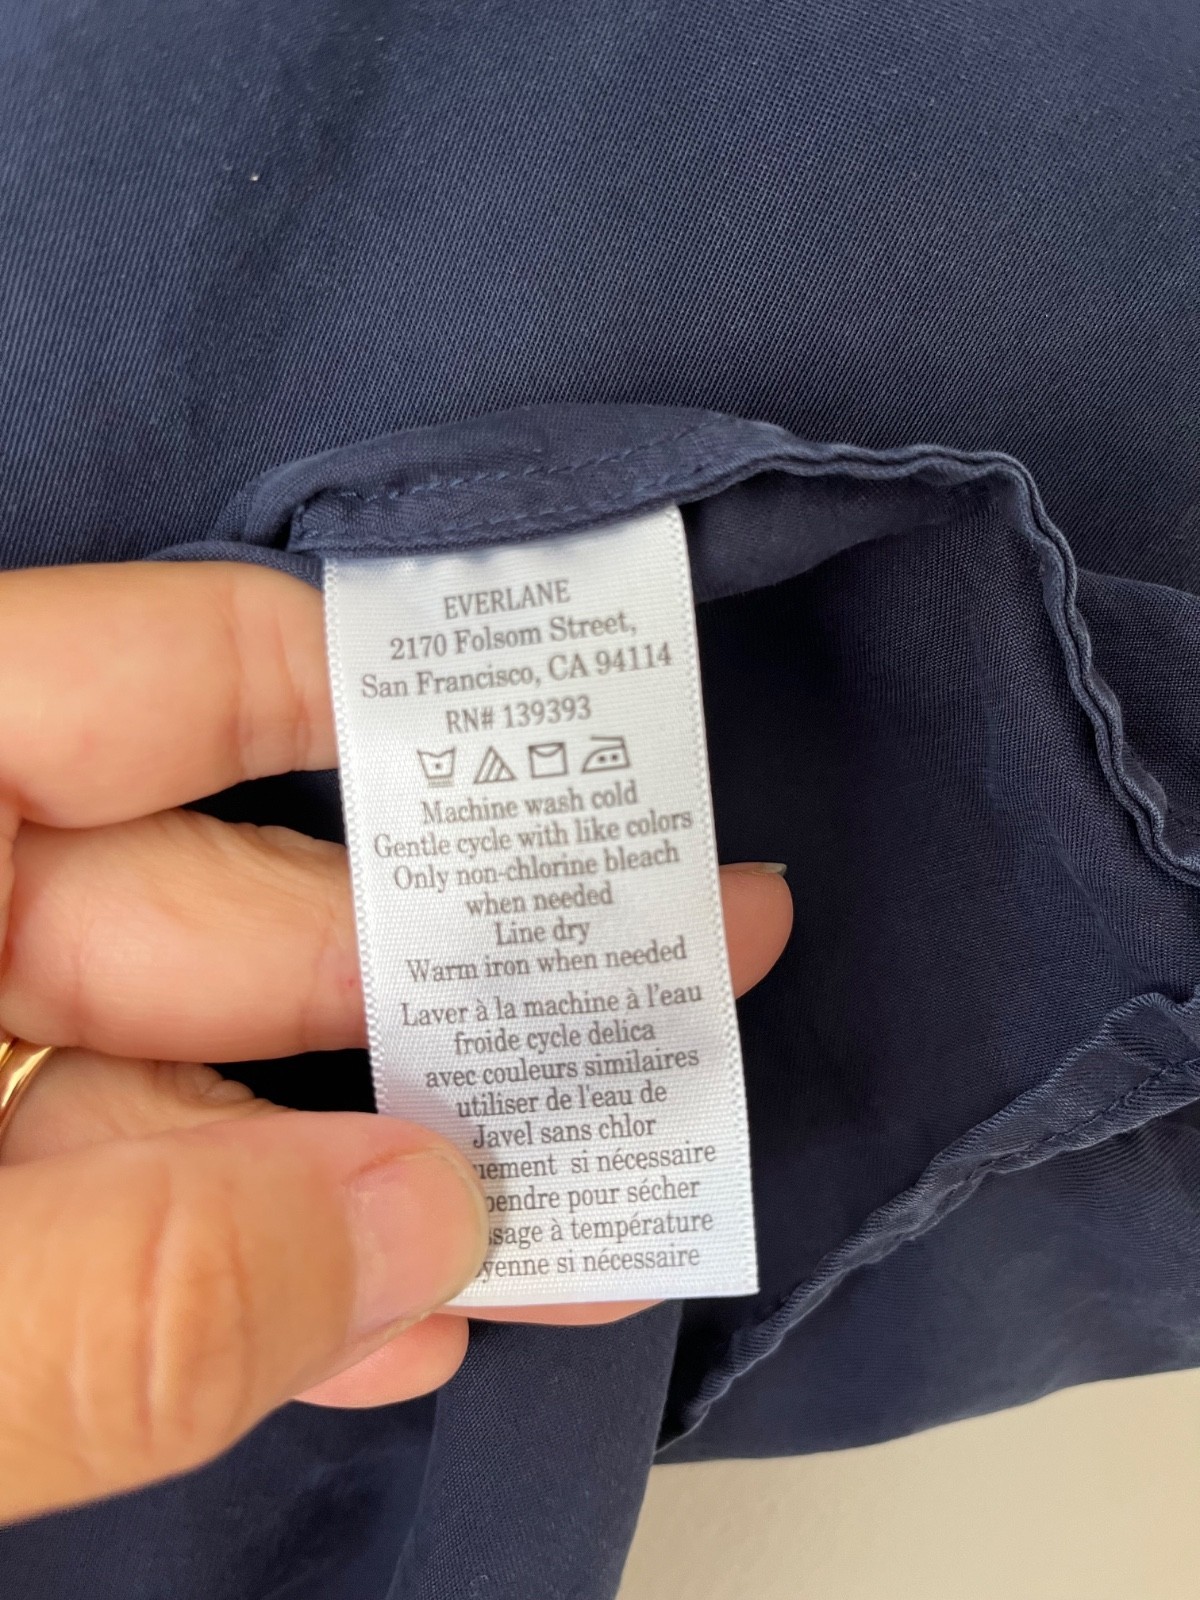 EVERLANE
2170 Folsom Street,
San Francisco, CA 94114
RN# 139393
Machine wash cold
Gentle cycle with like colors
Only non-chlorine bleach
when needed
Line dry
Warm iron when needed
Laver à la machine à l'eau
froide cycle delica
avec couleurs similaires
utiliser de l'eau de
Javel sans chlor
si nécessaire
pour sécher
à température
si nécessaire